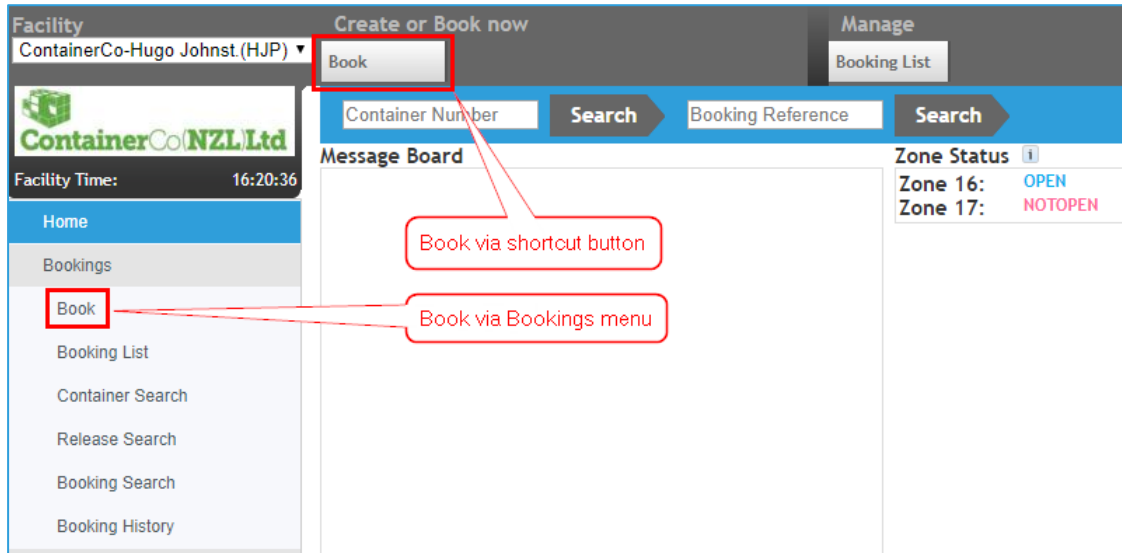 Facility
ContainerCo-Hugo Johnst.(HJP)
Create or Book now
Book
Manage
Booking List
ContainerCo(NZL)Ltd
Facility Time: 16:20:36
Container Number
Search
Booking Reference
Search
Message Board
Zone Status i
Zone 16: OPEN
Zone 17: NOTOPEN
Home
Bookings
Book
Booking List
Container Search
Release Search
Booking Search
Booking History
Book via shortcut button
Book via Bookings menu